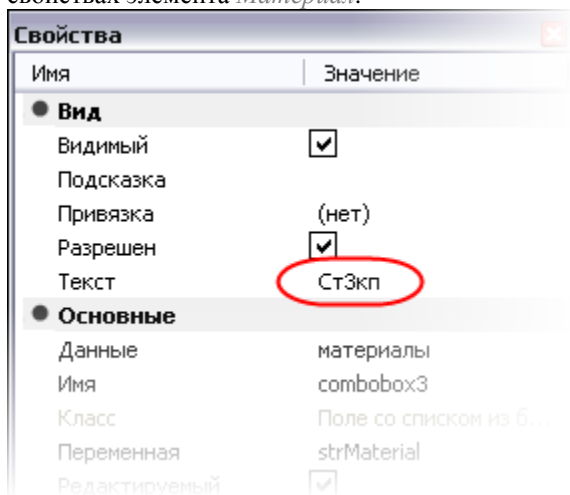 свойствах элемента Материал.
Свойства
Имя Значение
Вид
Видимый
Подсказка
Привязка (нет)
Разрешен
Текст Ст3кп
Основные
Данные материалы
Имя combobox3
Класс Поле со списком из б...
Переменная strMaterial
Редактируемый